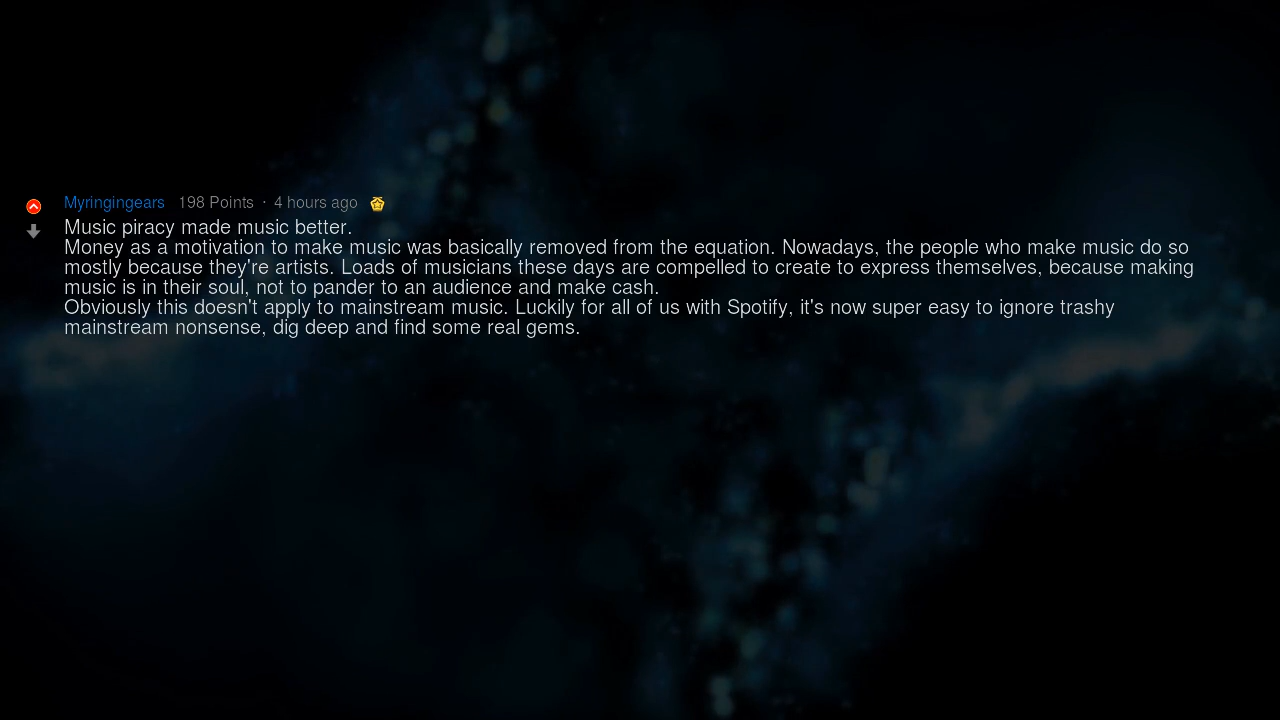 Myringingears 198 Points · 4 hours ago
Music piracy made music better.
Money as a motivation to make music was basically removed from the equation. Nowadays, the people who make music do so
mostly because they're artists. Loads of musicians these days are compelled to create to express themselves, because making
music is in their soul, not to pander to an audience and make cash.
Obviously this doesn't apply to mainstream music. Luckily for all of us with Spotify, it's now super easy to ignore trashy
mainstream nonsense, dig deep and find some real gems.